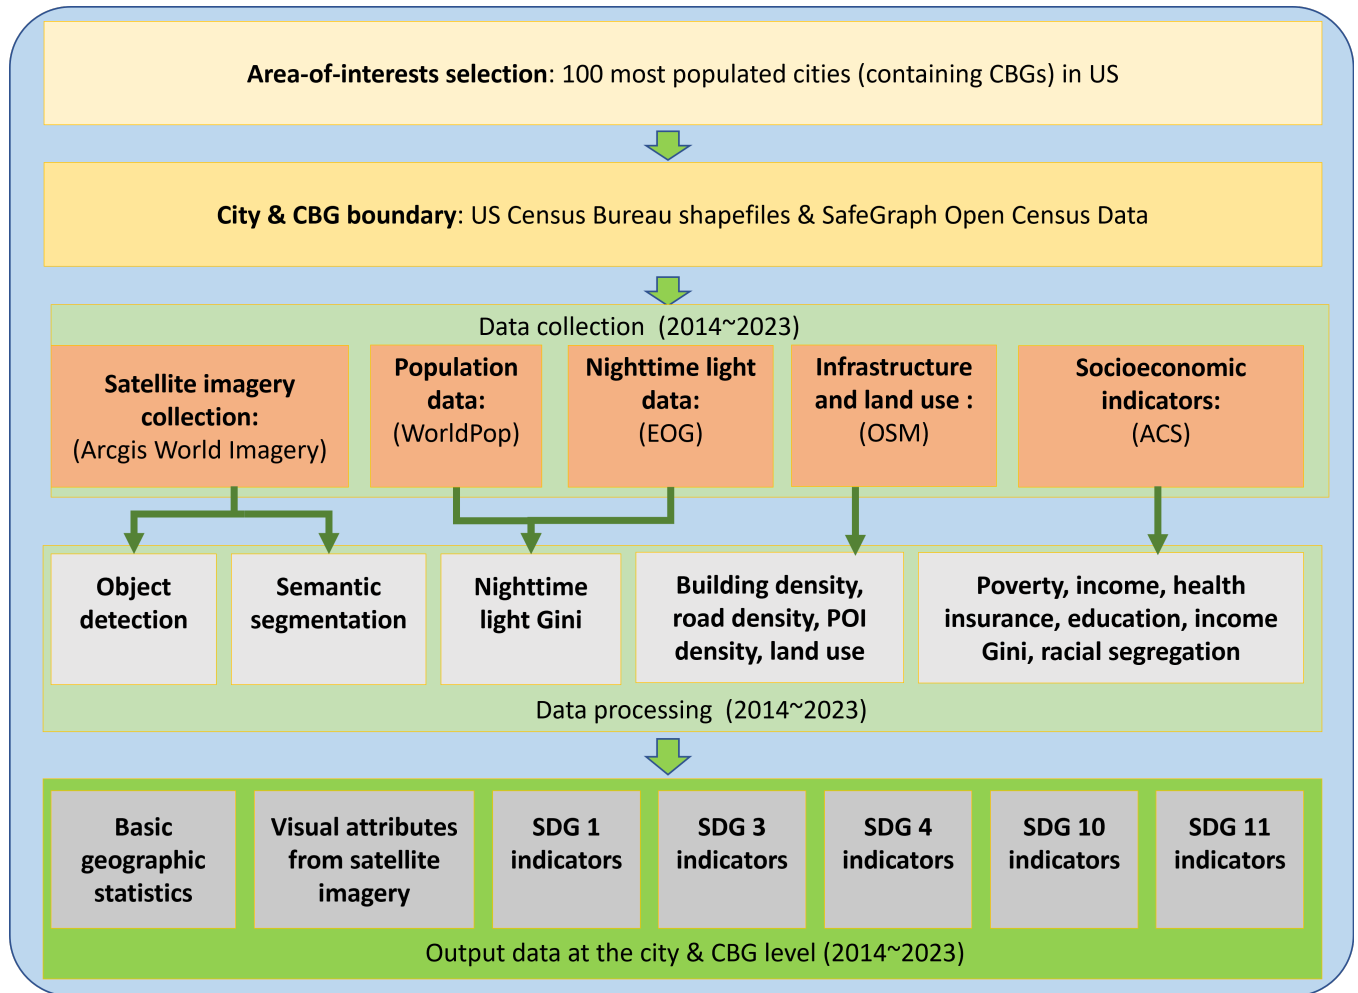 Area-of-interests selection: 100 most populated cities (containing CBGs) in US
City & CBG boundary: US Census Bureau shapefiles & SafeGraph Open Census Data
Data collection (2014~2023)
Satellite imagery
collection:
(Arcgis World Imagery)
Population
data:
(WorldPop)
Nighttime light
data:
(EOG)
Infrastructure
and land use :
(OSM)
Socioeconomic
indicators:
(ACS)
Object
detection
Semantic
segmentation
Nighttime
light Gini
Building density,
road density, POI
density, land use
Poverty, income, health
insurance, education, income
Gini, racial segregation
Data processing (2014~2023)
Basic
geographic
statistics
Visual attributes
from satellite
imagery
SDG 1
indicators
SDG 3
indicators
SDG 4
indicators
SDG 10
indicators
SDG 11
indicators
Output data at the city & CBG level (2014~2023)